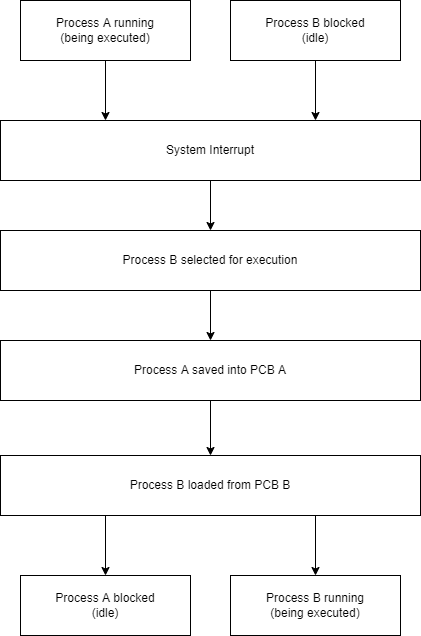 Process A running
(being executed)
Process B blocked
(idle)
System Interrupt
Process B selected for execution
Process A saved into PCB A
Process B loaded from PCB B
Process A blocked
(idle)
Process B running
(being executed)